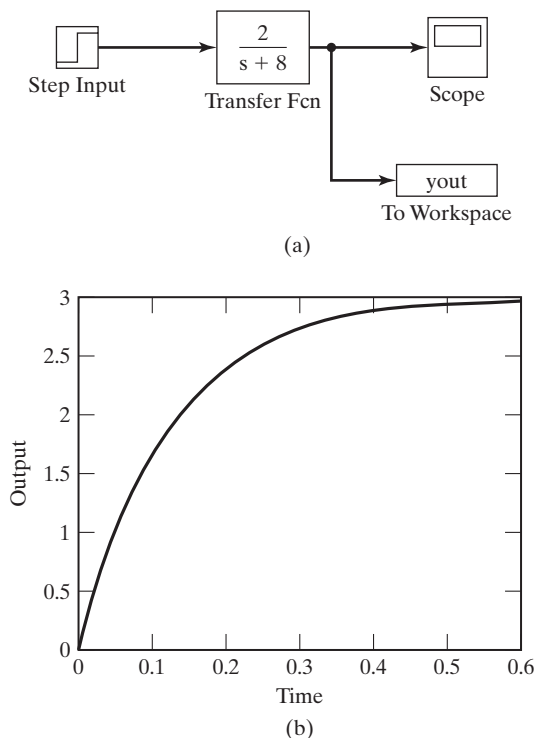 2
s + 8
Step Input
Transfer Fcn
Scope
yout
To Workspace
(a)
3
2.5
2
1.5
1
0.5
0
Output
0
0.1
0.2
0.3
0.4
0.5
0.6
Time
(b)